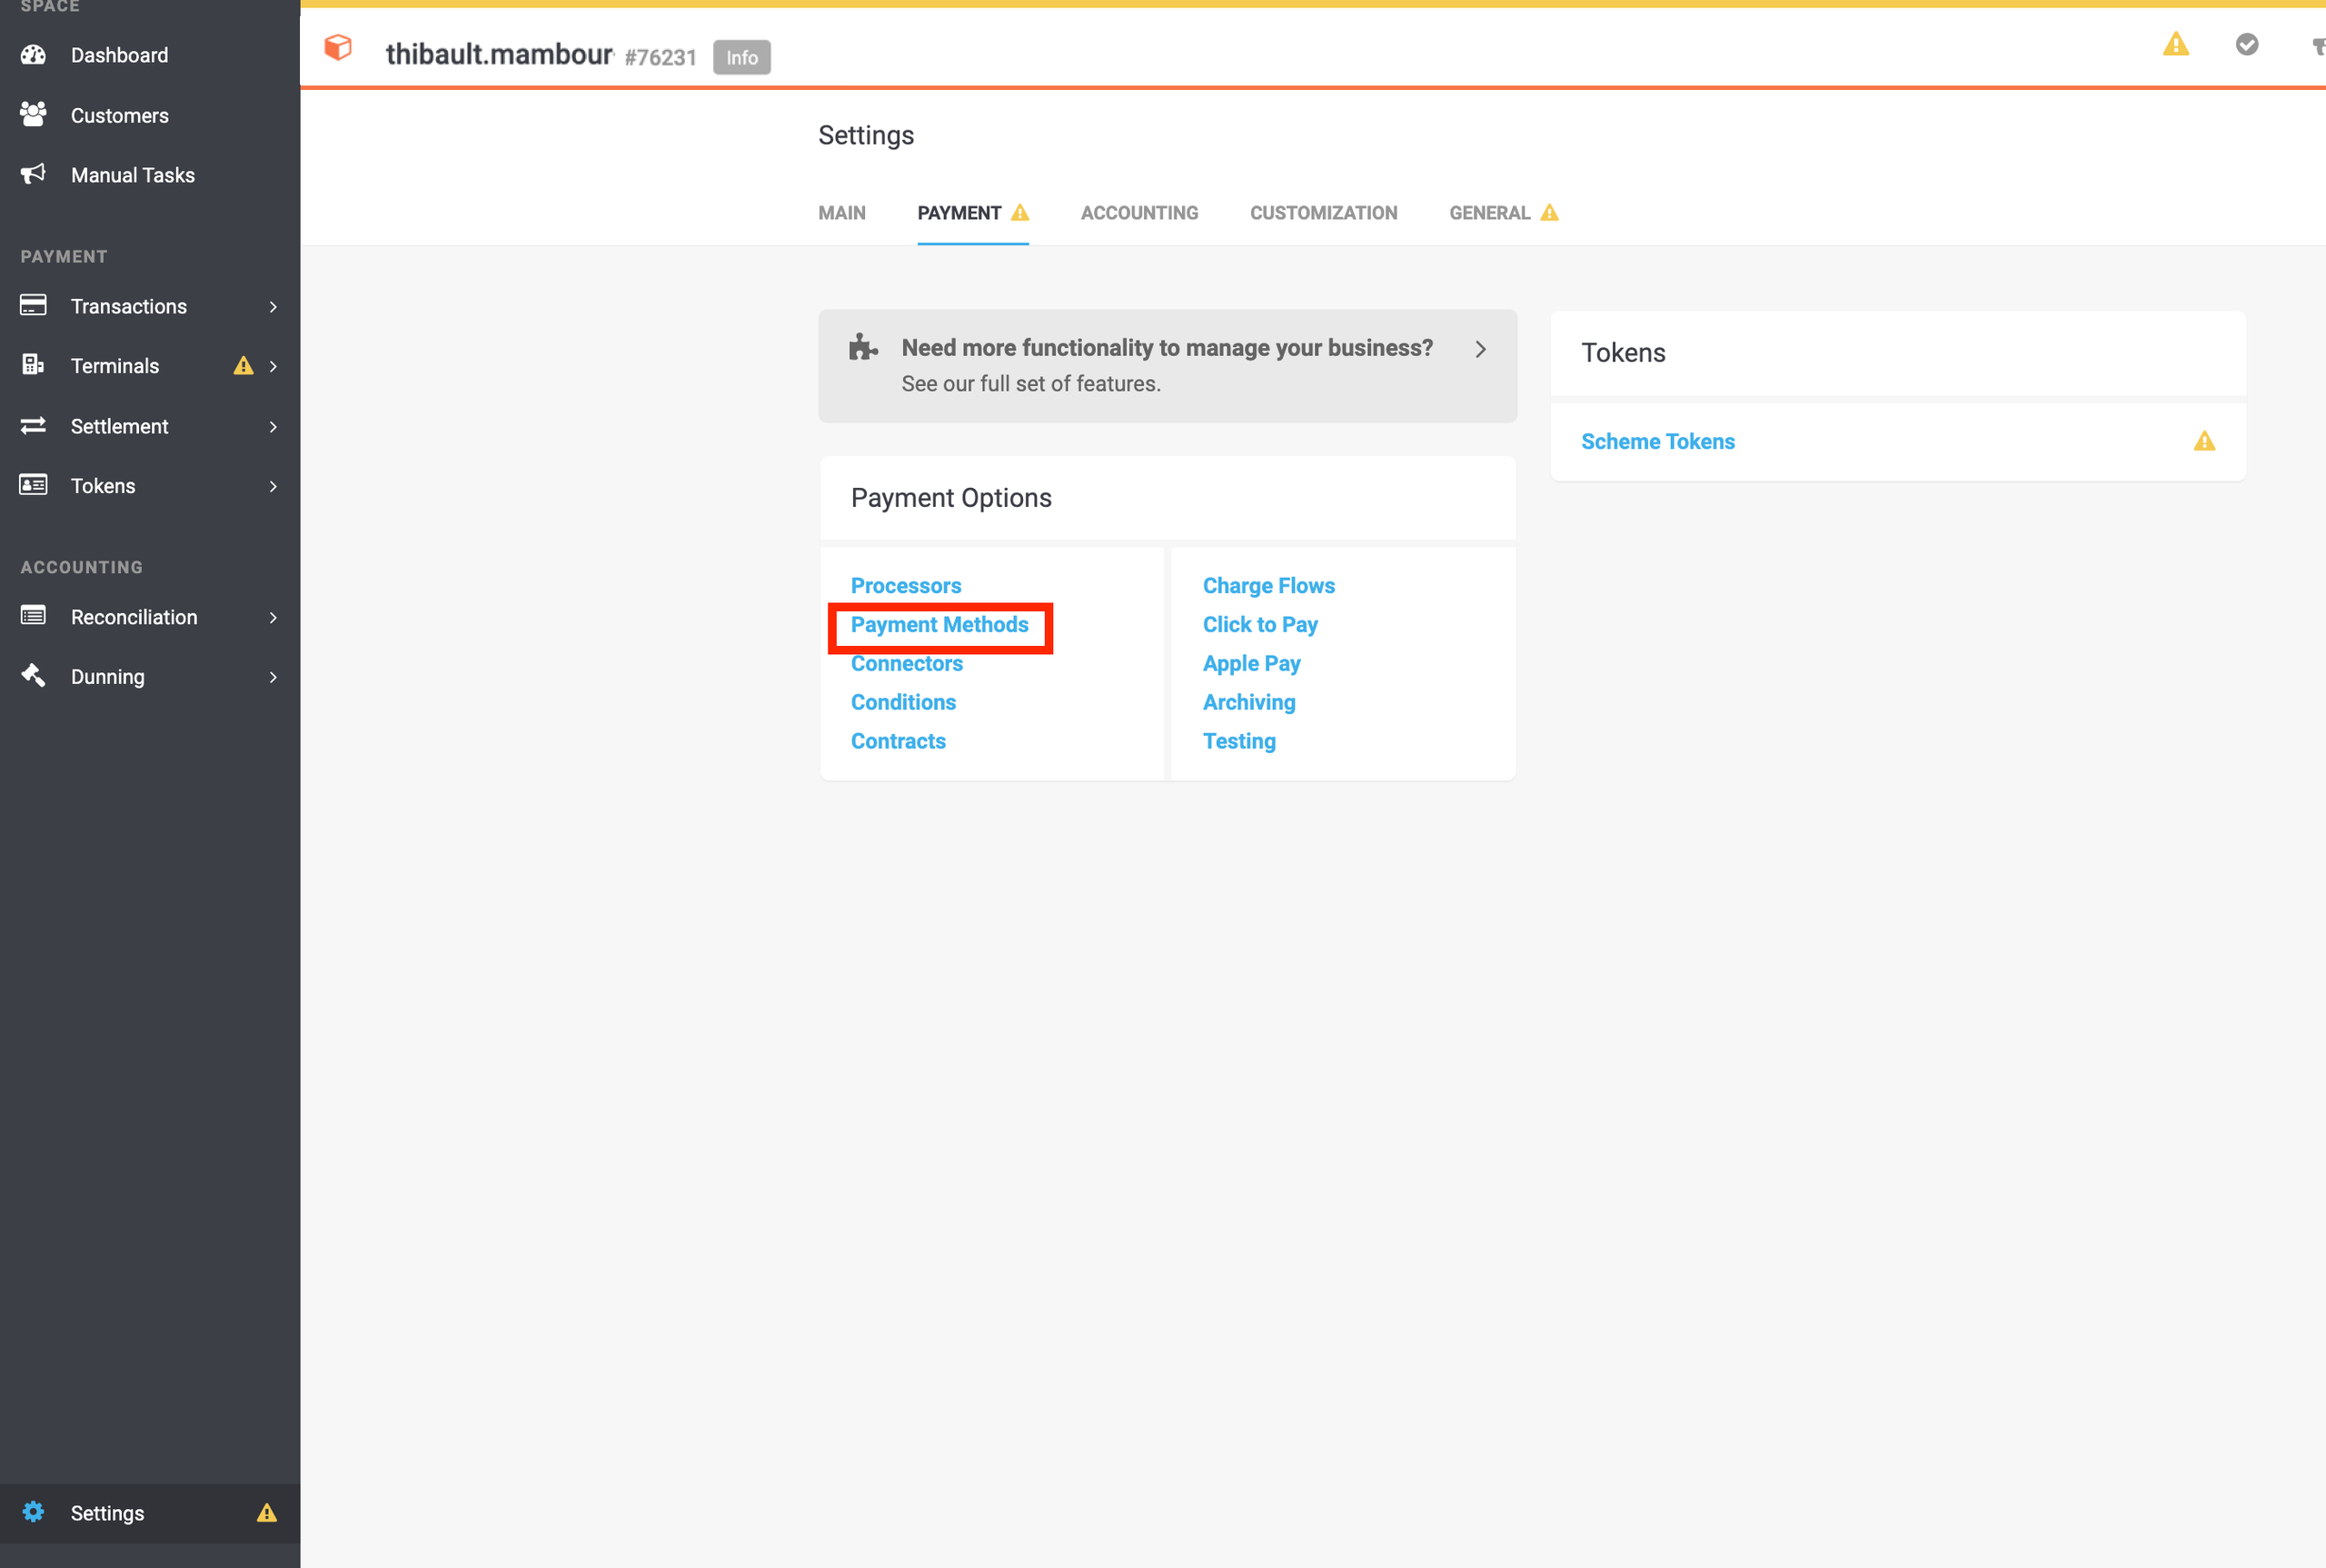 SPACE
Dashboard
Customers
Manual Tasks
PAYMENT
Transactions
Terminals
Settlement
Tokens
ACCOUNTING
Reconciliation
Dunning
Settings
thibault.mambour #76231 Info
Settings
MAIN PAYMENT ACCOUNTING CUSTOMIZATION GENERAL
Need more functionality to manage your business?
See our full set of features.
Payment Options
Processors
Payment Methods
Connectors
Conditions
Contracts
Charge Flows
Click to Pay
Apple Pay
Archiving
Testing
Tokens
Scheme Tokens